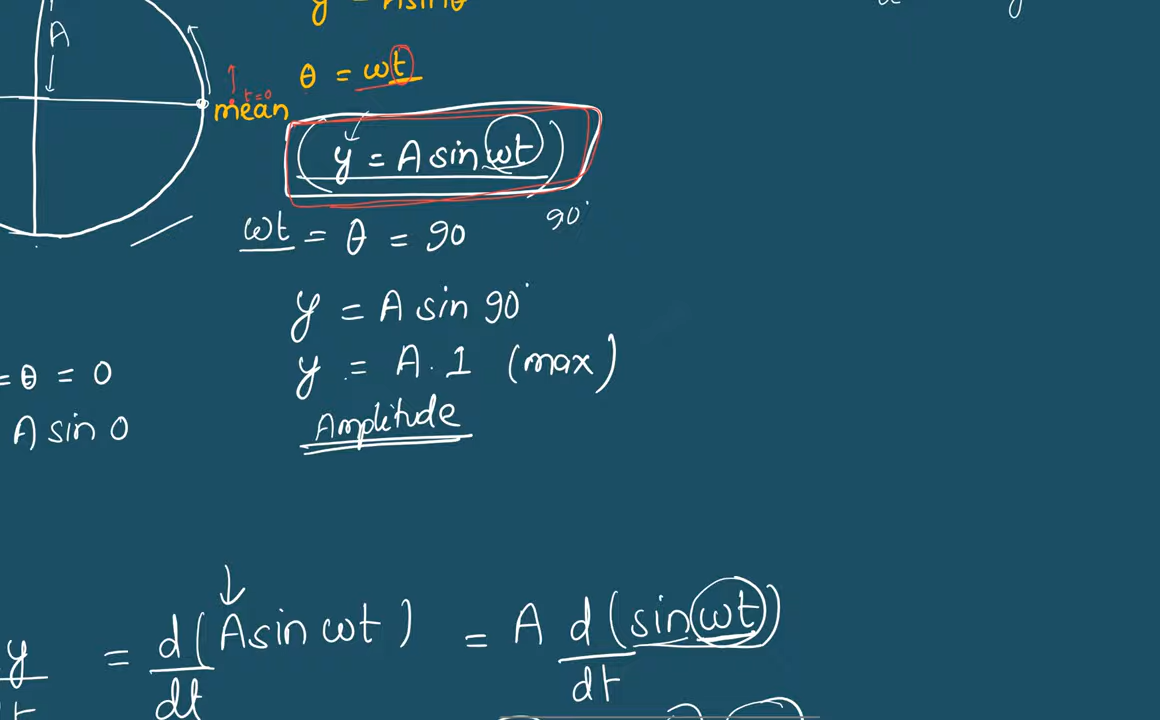 y = A sinθ
A
θ = ωt
t=0
mean
y = A sin ωt
90°
ωt = θ = 90
y = A sin 90°
y = A . 1 (max)
= θ = 0
Amplitude
A sin 0
y = d(A sin ωt) = A d(sin ωt)
dt dt